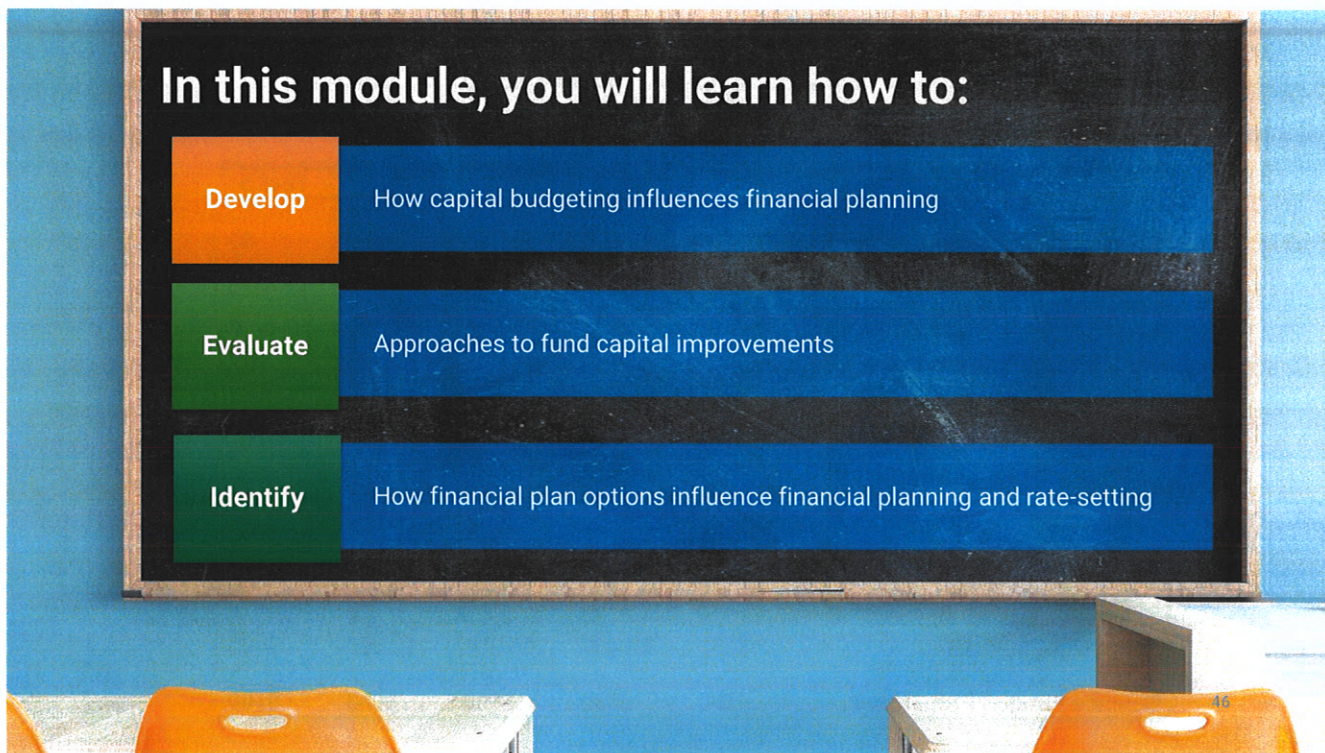 In this module, you will learn how to:
Develop
How capital budgeting influences financial planning
Evaluate
Approaches to fund capital improvements
Identify
How financial plan options influence financial planning and rate-setting
46